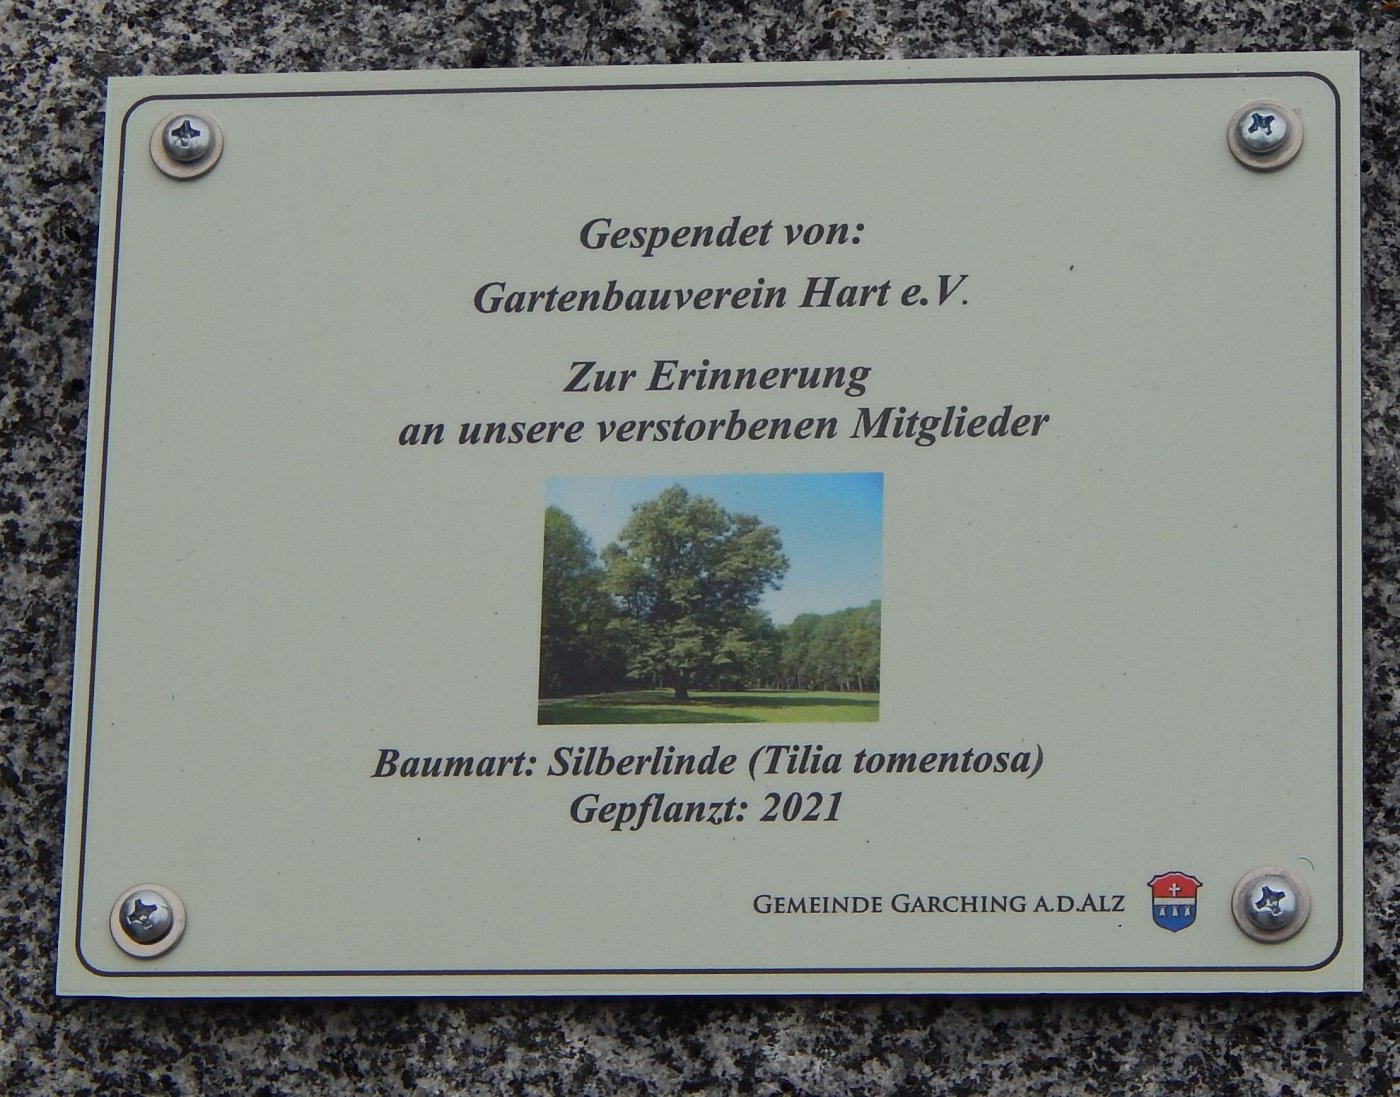 Gespendet von:
Gartenbauverein Hart e.V.
Zur Erinnerung
an unsere verstorbenen Mitglieder
Baumart: Silberlinde (Tilia tomentosa)
Gepflanzt: 2021
GEMEINDE GARCHING A.D.ALZ